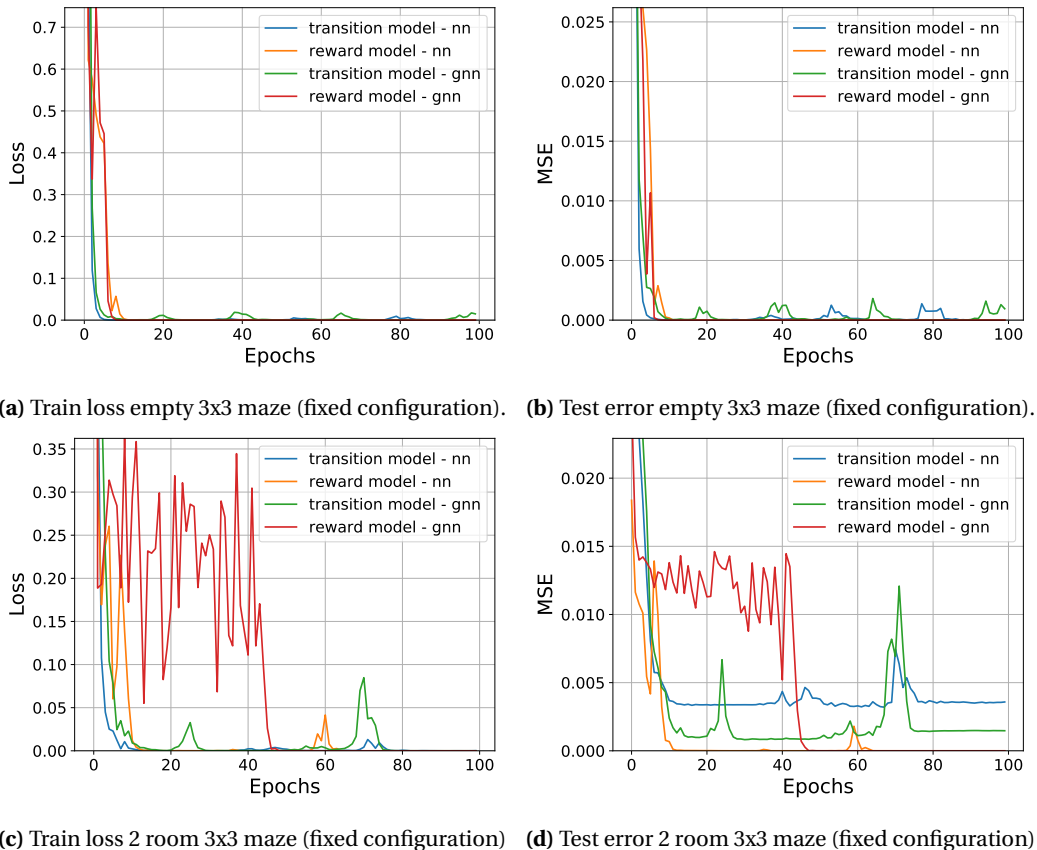 0.7
0.6
0.5
0.4
0.3
0.2
0.1
0.0
Loss
0 20 40 60 80 100
Epochs
transition model - nn
reward model - nn
transition model - gnn
reward model - gnn
0.025
0.020
0.015
0.010
0.005
0.000
MSE
0 20 40 60 80 100
Epochs
transition model - nn
reward model - nn
transition model - gnn
reward model - gnn
(a) Train loss empty 3x3 maze (fixed configuration).
(b) Test error empty 3x3 maze (fixed configuration).
0.35
0.30
0.25
0.20
0.15
0.10
0.05
0.00
Loss
0 20 40 60 80 100
Epochs
transition model - nn
reward model - nn
transition model - gnn
reward model - gnn
0.020
0.015
0.010
0.005
0.000
MSE
0 20 40 60 80 100
Epochs
transition model - nn
reward model - nn
transition model - gnn
reward model - gnn
(c) Train loss 2 room 3x3 maze (fixed configuration)
(d) Test error 2 room 3x3 maze (fixed configuration)